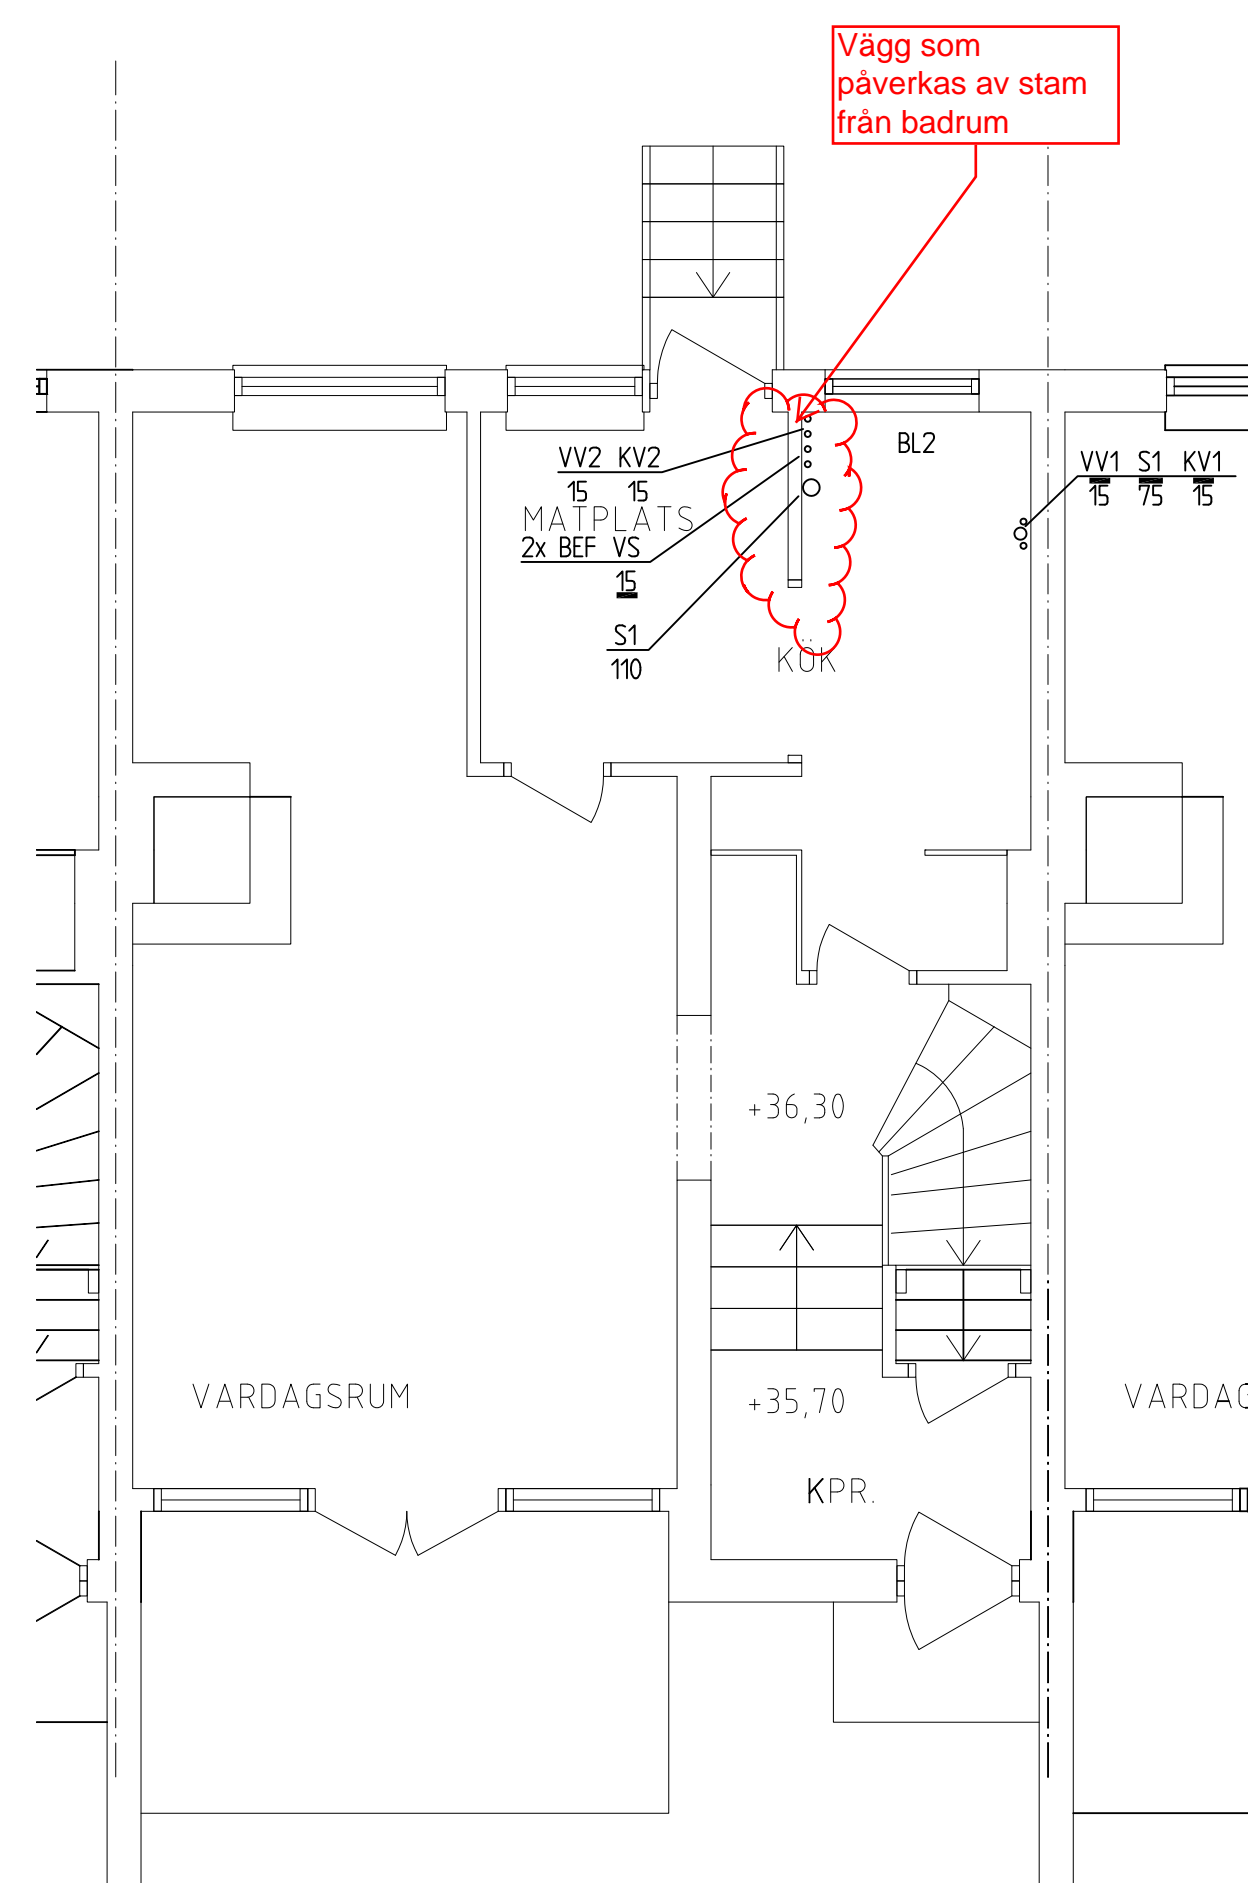 Vägg som
påverkas av stam
från badrum
BL2
VV2 KV2
15 15
MATPLATS
2x BEF VS
15
S1
110
KÖK
VV1 S1 KV1
15 75 15
+36,30
VARDAGSRUM
+35,70
VARDAG
KPR.